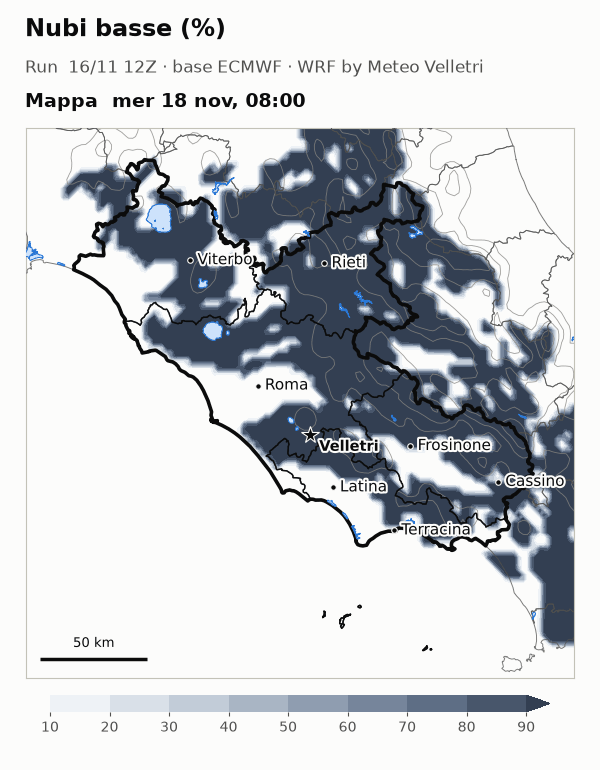 Nubi basse (%)
Run  16/11 12Z · base ECMWF · WRF by Meteo Velletri
Mappa  mer 18 nov, 08:00
Viterbo
Rieti
Roma
Velletri
Frosinone
Cassino
Latina
Terracina
50 km
10 20 30 40 50 60 70 80 90